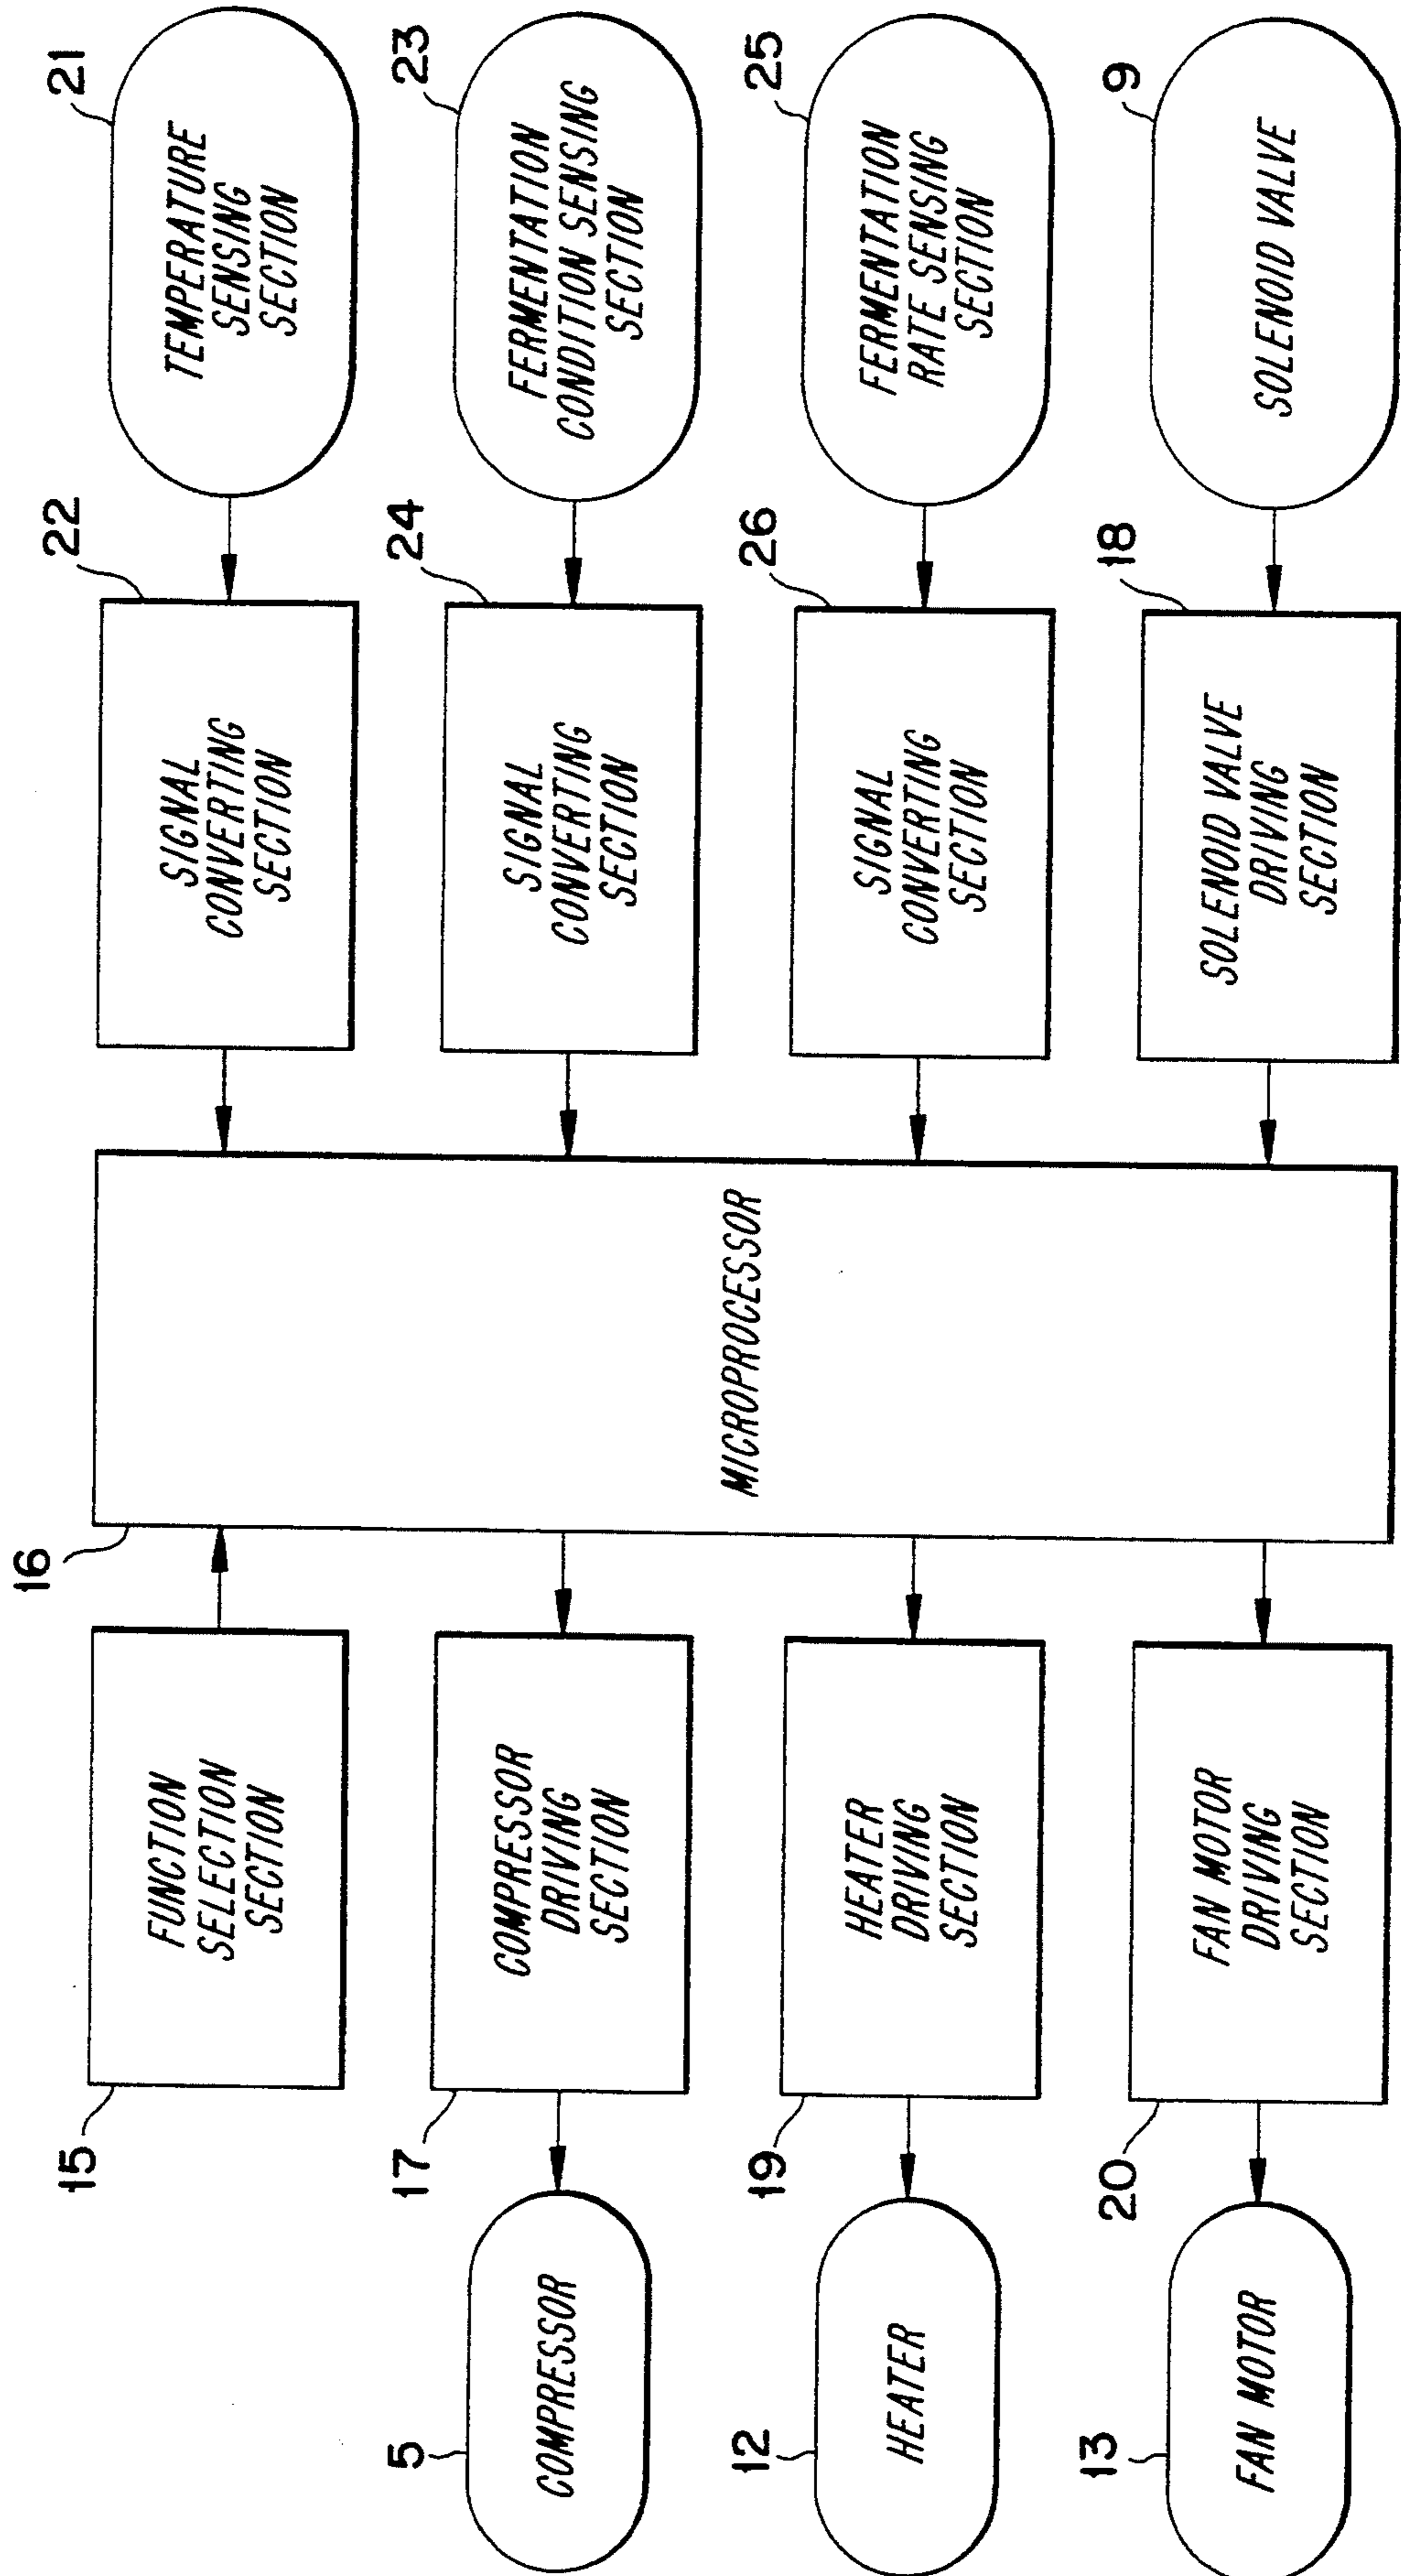 21
TEMPERATURE
SENSING
SECTION
23
FERMENTATION
CONDITION SENSING
SECTION
25
FERMENTATION
RATE SENSING
SECTION
9
SOLENOID VALVE
22
SIGNAL
CONVERTING
SECTION
24
SIGNAL
CONVERTING
SECTION
26
SIGNAL
CONVERTING
SECTION
18
SOLENOID VALVE
DRIVING
SECTION
16
MICROPROCESSOR
15
FUNCTION
SELECTION
SECTION
17
COMPRESSOR
DRIVING
SECTION
19
HEATER
DRIVING
SECTION
20
FAN MOTOR
DRIVING
SECTION
5
COMPRESSOR
12
HEATER
13
FAN MOTOR